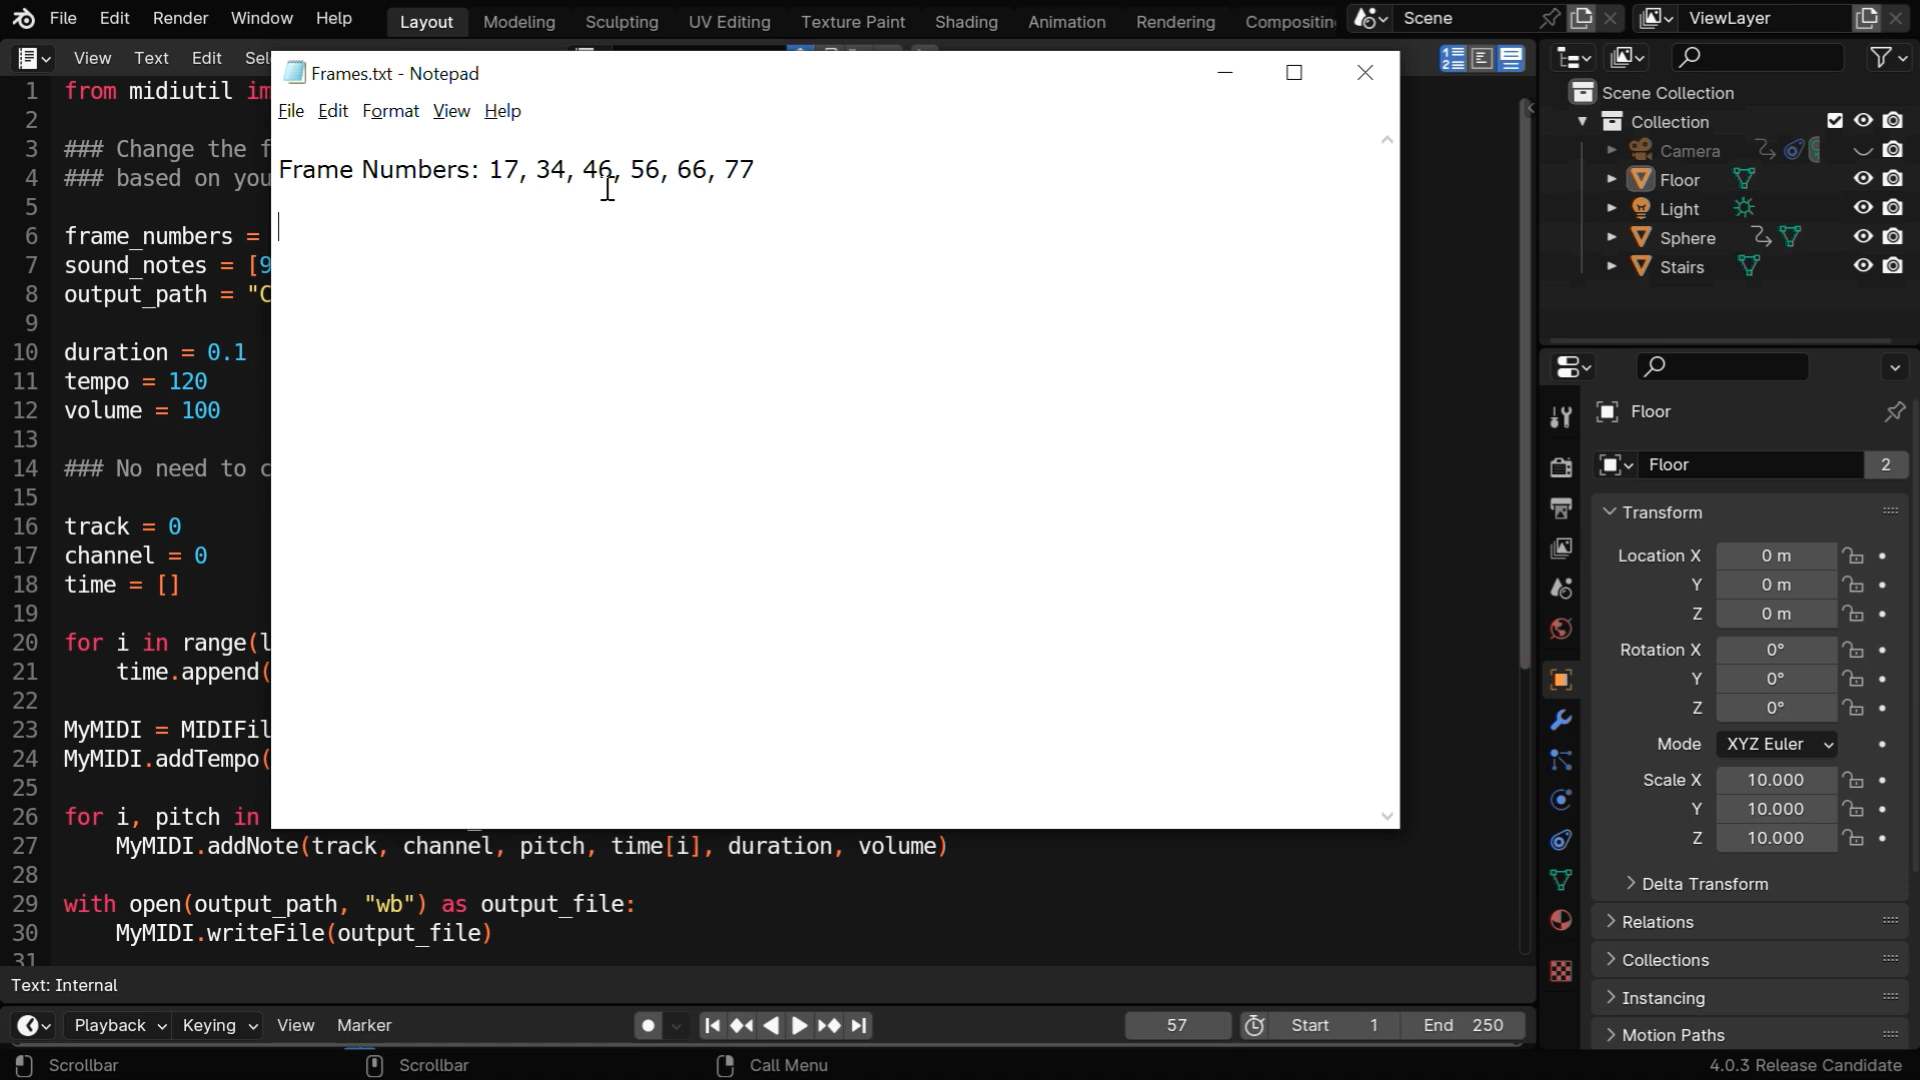 File Edit Render Window Help Layout Modeling Sculpting UV Editing Texture Paint Shading Animation Rendering Scene ViewLayer
View Text Edit
Frames.txt - Notepad
File Edit Format View Help
Frame Numbers: 17, 34, 46, 56, 66, 77
1 from midiutil
2
3 ### Change the
4 ### based on
5
6 frame_numbers =
7 sound_notes = [9
8 output_path = "C
9
10 duration = 0.1
11 tempo = 120
12 volume = 100
13
14 ### No need to
15
16 track = 0
17 channel = 0
18 time = []
19
20 for i in range(
21 time.append(
22
23 MyMIDI =
24 MyMIDI.addTempo(
25
26 for i, pitch in
27 MyMIDI.addNote(track, channel, pitch, time[i], duration, volume)
28
29 with open(output_path, "wb") as output_file:
30 MyMIDI.writeFile(output_file)
31
Text: Internal
Playback Keying View Marker 57 Start 1 End 250
Scrollbar Scrollbar Call Menu 4.0.3 Release Candidate
Scene Collection
Collection
Camera
Floor
Light
Sphere
Stairs
Floor
Floor 2
Transform
Location X 0 m
Y 0 m
Z 0 m
Rotation X 0°
Y 0°
Z 0°
Mode XYZ Euler
Scale X 10.000
Y 10.000
Z 10.000
Delta Transform
Relations
Collections
Instancing
Motion Paths